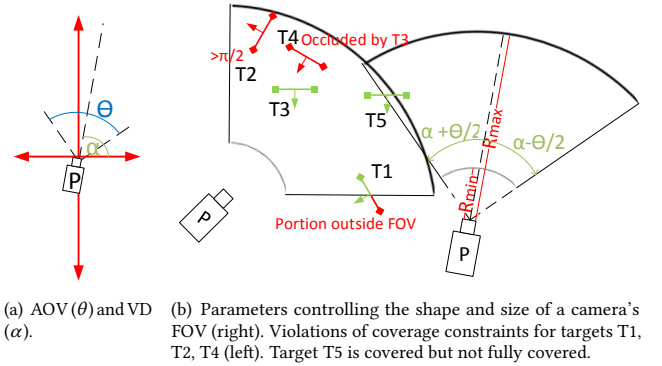 T4 Occluded by T3
>π/2
T2
T3
T5
T1
Portion outside FOV
P
α +Θ/2
Rmax
α-Θ/2
Rmin
P
Θ
α
P
(a) AOV (θ) and VD
(α).
(b) Parameters controlling the shape and size of a camera's
FOV (right). Violations of coverage constraints for targets T1,
T2, T4 (left). Target T5 is covered but not fully covered.